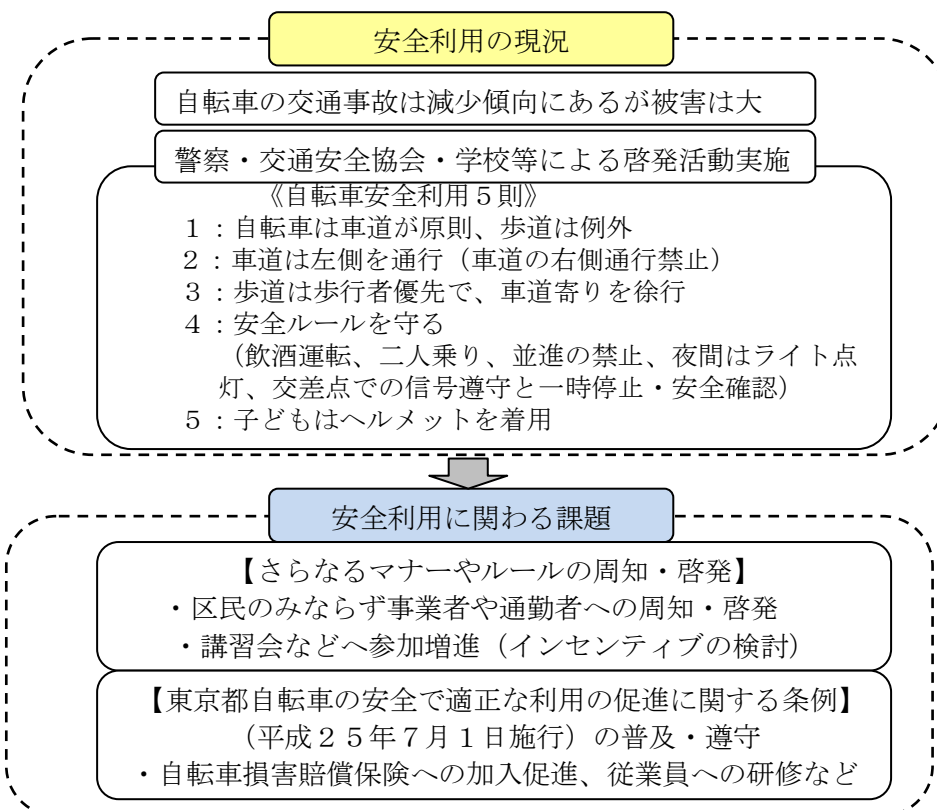 安全利用の現況
自転車の交通事故は減少傾向にあるが被害は大
警察・交通安全協会・学校等による啓発活動実施
《自転車安全利用５則》
１：自転車は車道が原則、歩道は例外
２：車道は左側を通行（車道の右側通行禁止）
３：歩道は歩行者優先で、車道寄りを徐行
４：安全ルールを守る
（飲酒運転、二人乗り、並進の禁止、夜間はライト点
灯、交差点での信号遵守と一時停止・安全確認）
５：子どもはヘルメットを着用
安全利用に関わる課題
【さらなるマナーやルールの周知・啓発】
・区民のみならず事業者や通勤者への周知・啓発
・講習会などへ参加増進（インセンティブの検討）
【東京都自転車の安全で適正な利用の促進に関する条例】
（平成２５年７月１日施行）の普及・遵守
・自転車損害賠償保険への加入促進、従業員への研修など